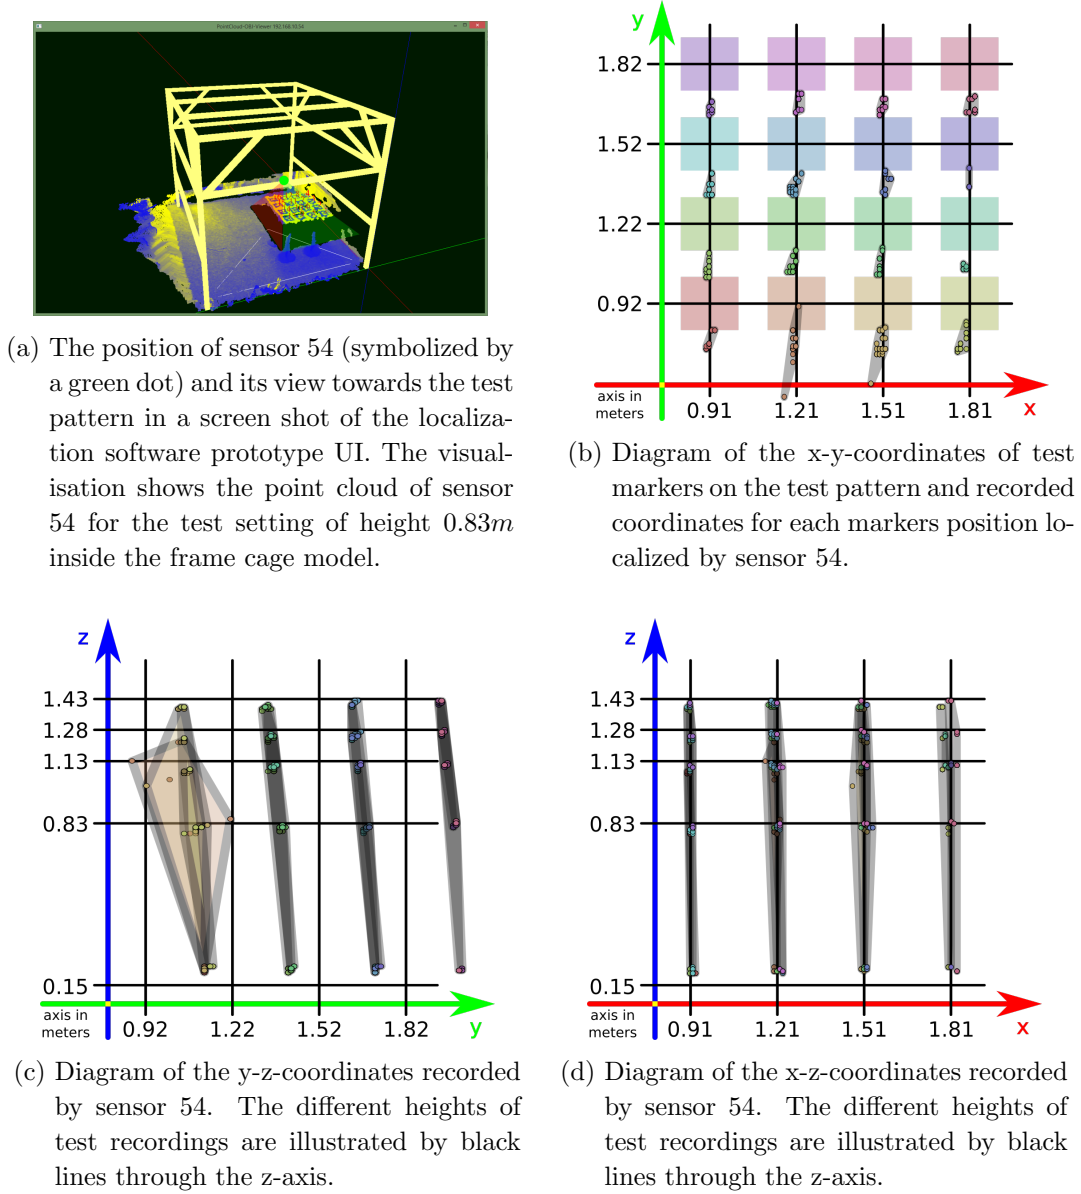 PointCloud-OBJ-Viewer 192.168.10.54
(a) The position of sensor 54 (symbolized by
a green dot) and its view towards the test
pattern in a screen shot of the localiza-
tion software prototype UI. The visual-
isation shows the point cloud of sensor
54 for the test setting of height 0.83m
inside the frame cage model.
y
1.82
1.52
1.22
0.92
axis in
meters
0.91 1.21 1.51 1.81 x
(b) Diagram of the x-y-coordinates of test
markers on the test pattern and recorded
coordinates for each markers position lo-
calized by sensor 54.
z
1.43
1.28
1.13
0.83
0.15
axis in
meters
0.92 1.22 1.52 1.82 y
(c) Diagram of the y-z-coordinates recorded
by sensor 54. The different heights of
test recordings are illustrated by black
lines through the z-axis.
z
1.43
1.28
1.13
0.83
0.15
axis in
meters
0.91 1.21 1.51 1.81 x
(d) Diagram of the x-z-coordinates recorded
by sensor 54. The different heights of
test recordings are illustrated by black
lines through the z-axis.